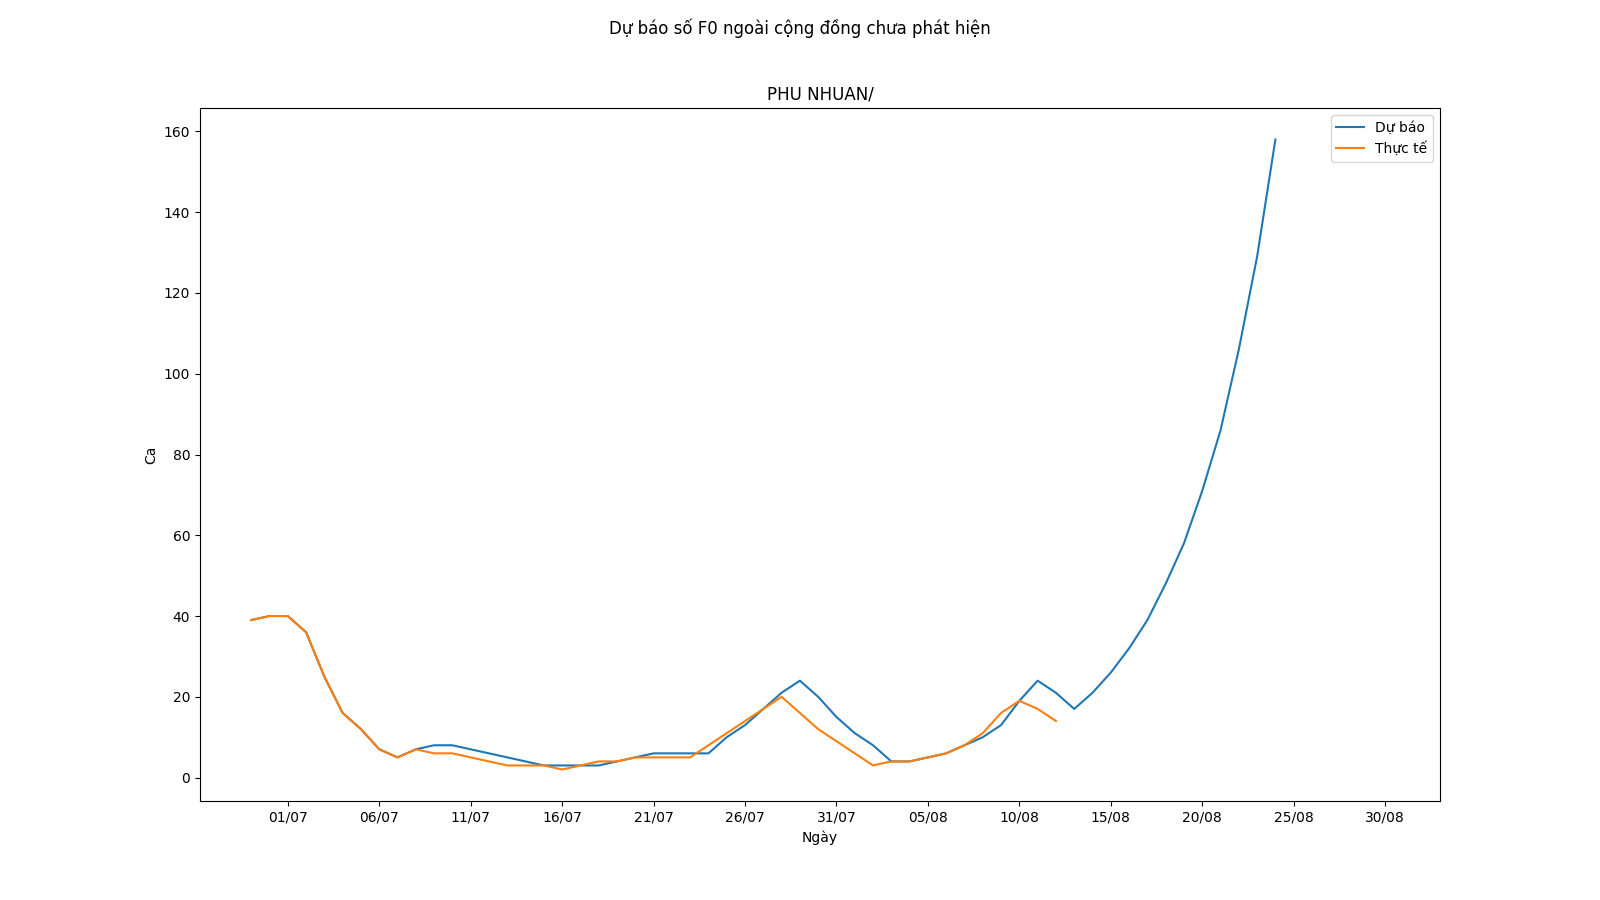 Dự báo số F0 ngoài cộng đồng chưa phát hiện
PHU NHUAN/
Dự báo
Thực tế
160
140
120
100
80
60
40
20
0
Ca
01/07 06/07 11/07 16/07 21/07 26/07 31/07 05/08 10/08 15/08 20/08 25/08 30/08
Ngày